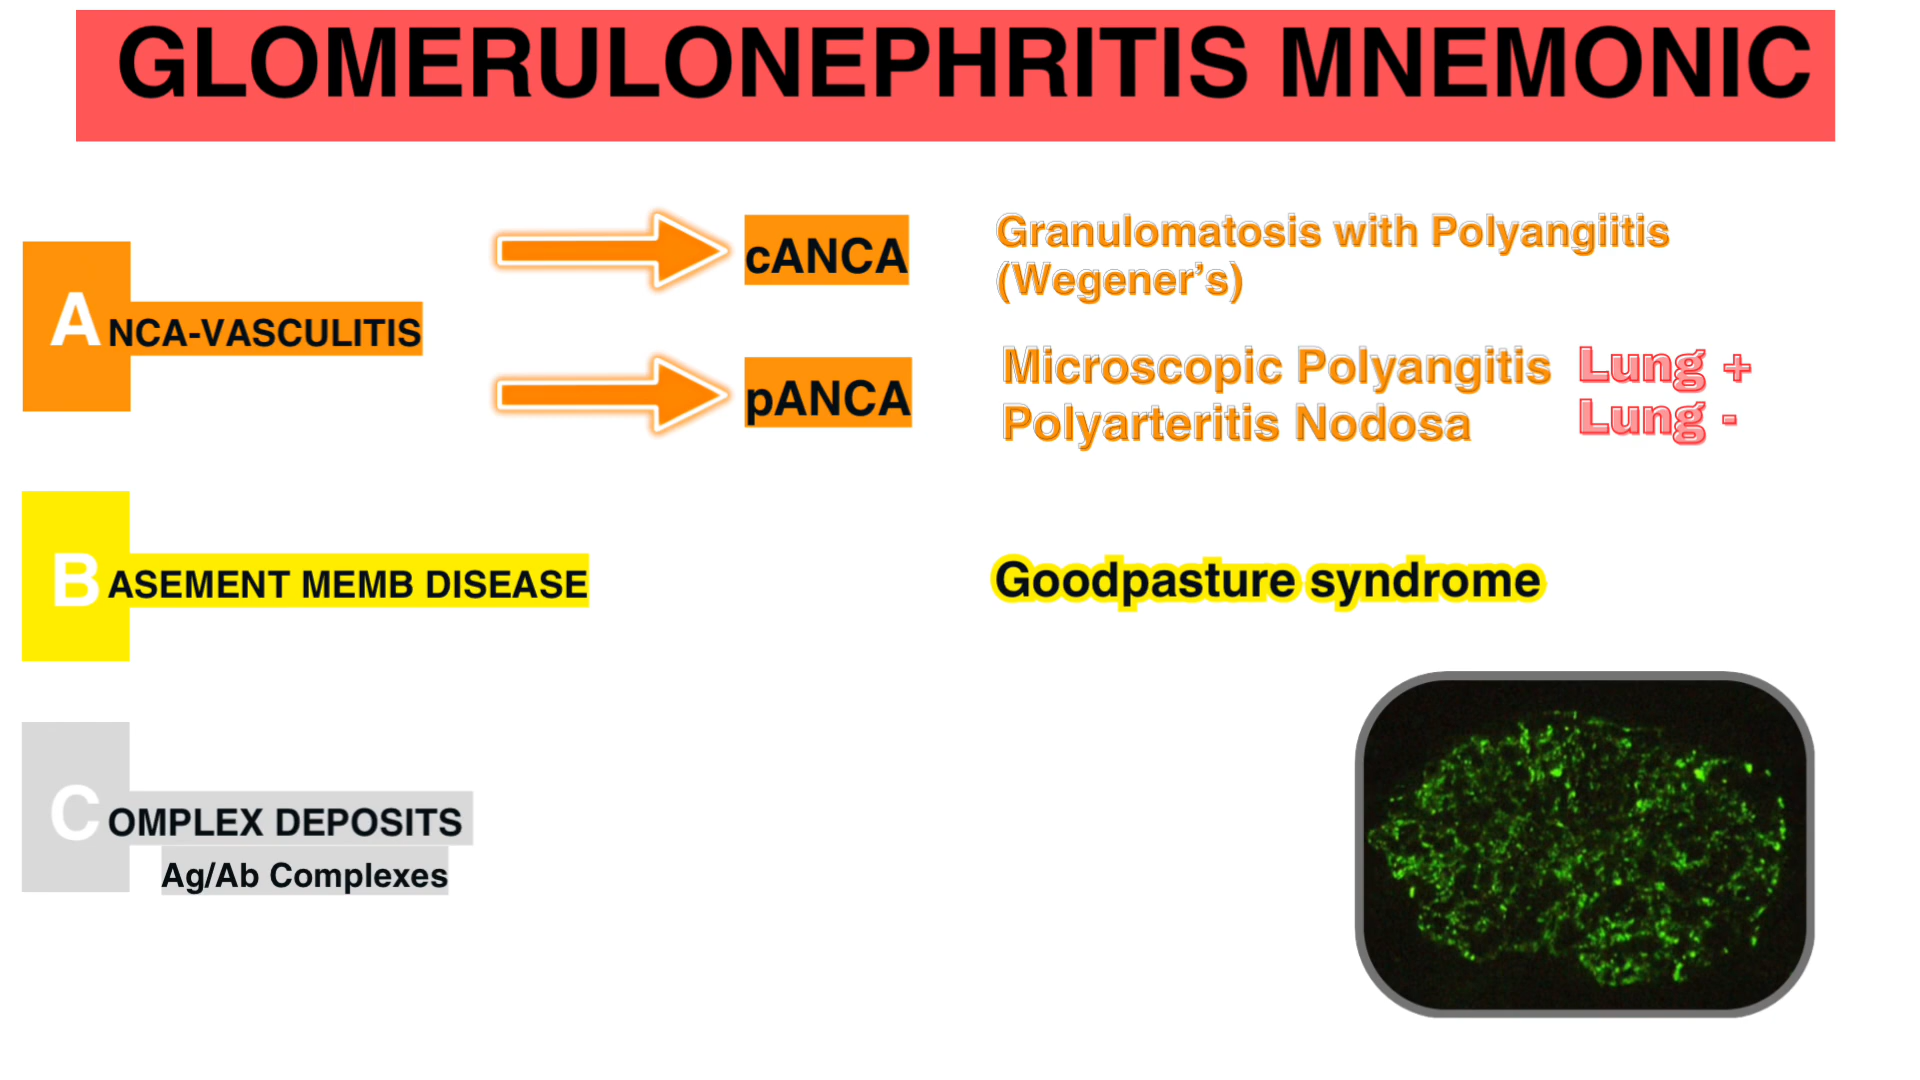 GLOMERULONEPHRITIS MNEMONIC
ANCA-VASCULITIS
cANCA
Granulomatosis with Polyangiitis
(Wegener's)
pANCA
Microscopic Polyangitis Lung +
Polyarteritis Nodosa Lung -
BASEMENT MEMB DISEASE
Goodpasture syndrome
COMPLEX DEPOSITS
Ag/Ab Complexes